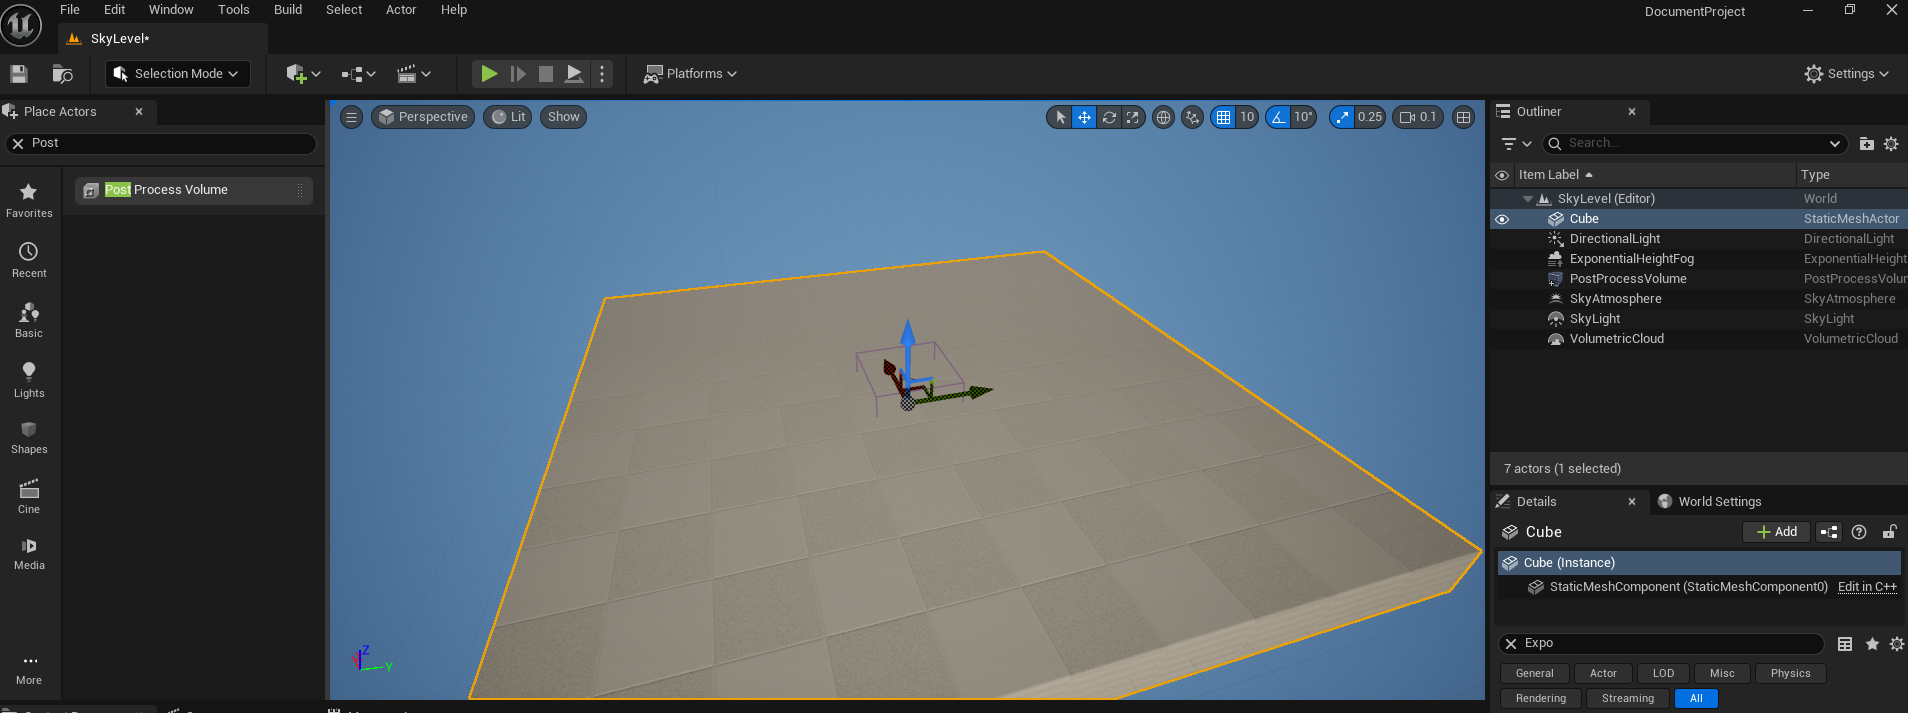 File Edit Window Tools Build Select Actor Help
DocumentProject
SkyLevel*
Selection Mode
Platforms
Settings
Place Actors
Post
Post Process Volume
Favorites
Recent
Basic
Lights
Shapes
Cine
Media
More
Perspective Lit Show
10 10° 0.25 0.1
Z
Y
Outliner
Search...
Item Label Type
SkyLevel (Editor) World
Cube StaticMeshActor
DirectionalLight DirectionalLight
ExponentialHeightFog ExponentialHeight
PostProcessVolume PostProcessVolur
SkyAtmosphere SkyAtmosphere
SkyLight SkyLight
VolumetricCloud VolumetricCloud
7 actors (1 selected)
Details World Settings
Cube
Add
Cube (Instance)
StaticMeshComponent (StaticMeshComponent0) Edit in C++
Expo
General Actor LOD Misc Physics
Rendering Streaming All